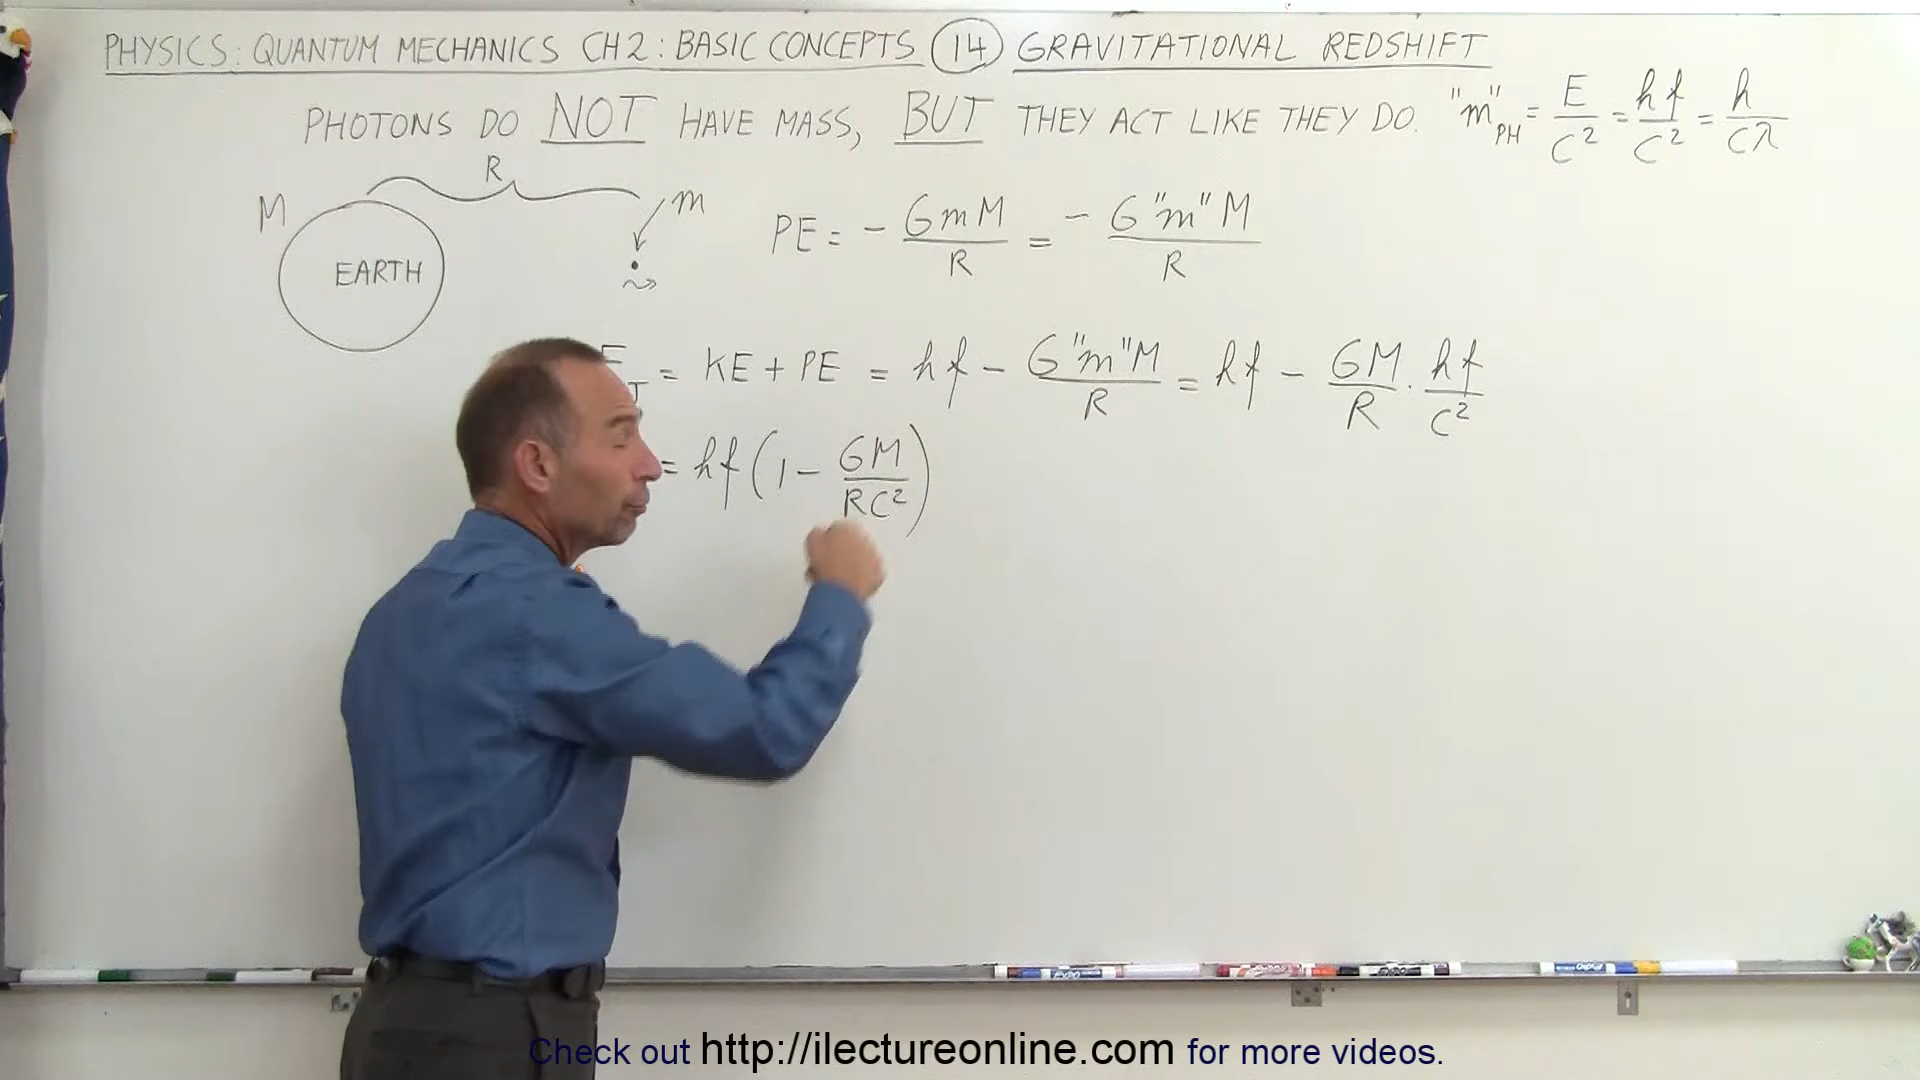 PHYSICS: QUANTUM MECHANICS CH2: BASIC CONCEPTS 14 GRAVITATIONAL REDSHIFT
PHOTONS DO NOT HAVE MASS, BUT THEY ACT LIKE THEY DO. "m"PH = E/C² = hf/C² = h/Cλ
R
M
m
EARTH
PE = - GmM/R = - G"m"M/R
E T = KE + PE = hf - G"m"M/R = hf - GM/R · hf/C²
= hf(1 - GM/RC²)
EXPO
Check out http://ilectureonline.com for more videos.